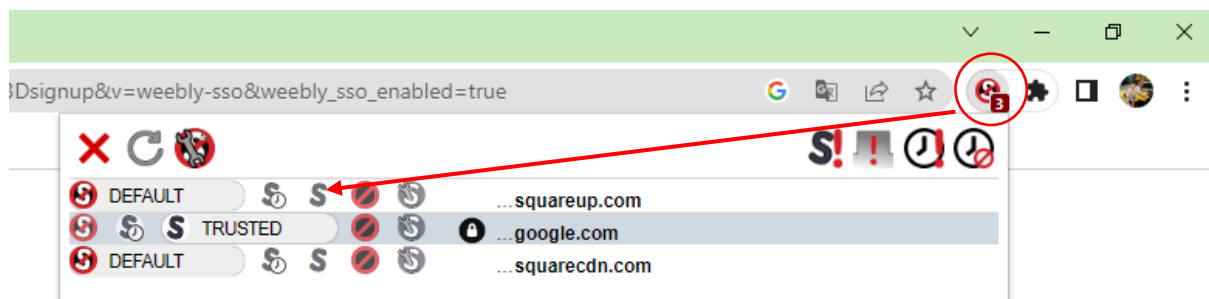 3Dsignup&v=weebly-sso&weebly_sso_enabled=true
3
DEFAULT ...squareup.com
TRUSTED ...google.com
DEFAULT ...squarecdn.com